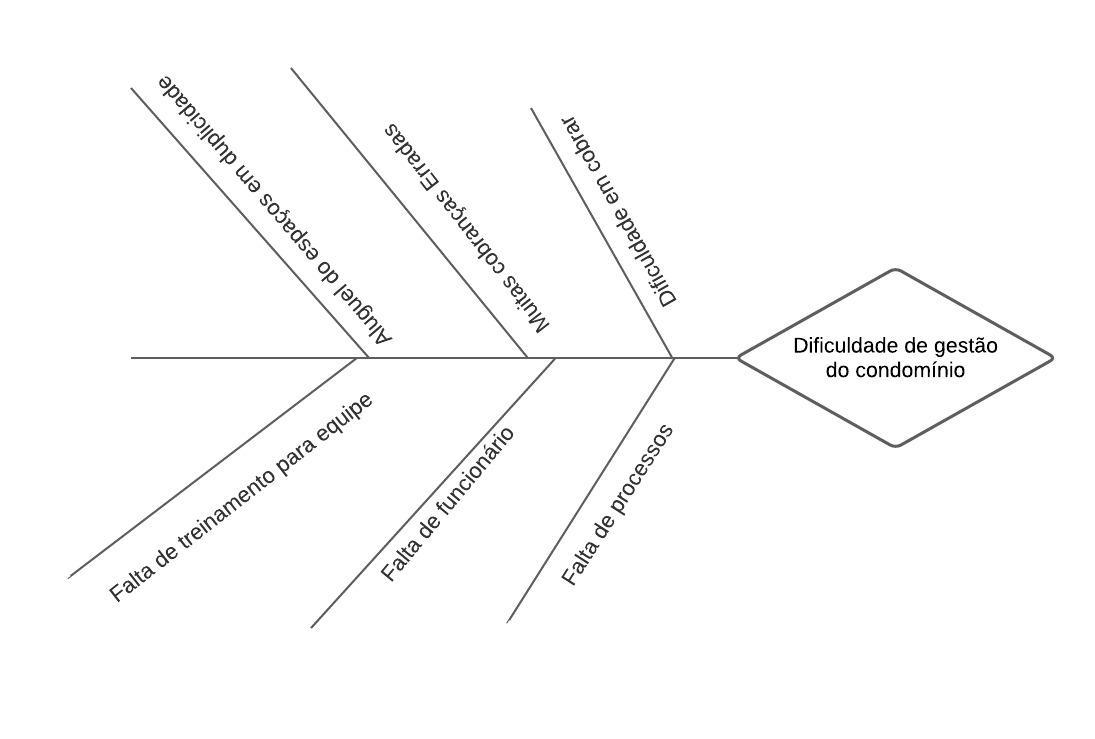 Aluguel do espaços em duplicidade
Muitas cobranças Erradas
Dificuldade em cobrar
Dificuldade de gestão
do condomínio
Falta de treinamento para equipe
Falta de funcionário
Falta de processos